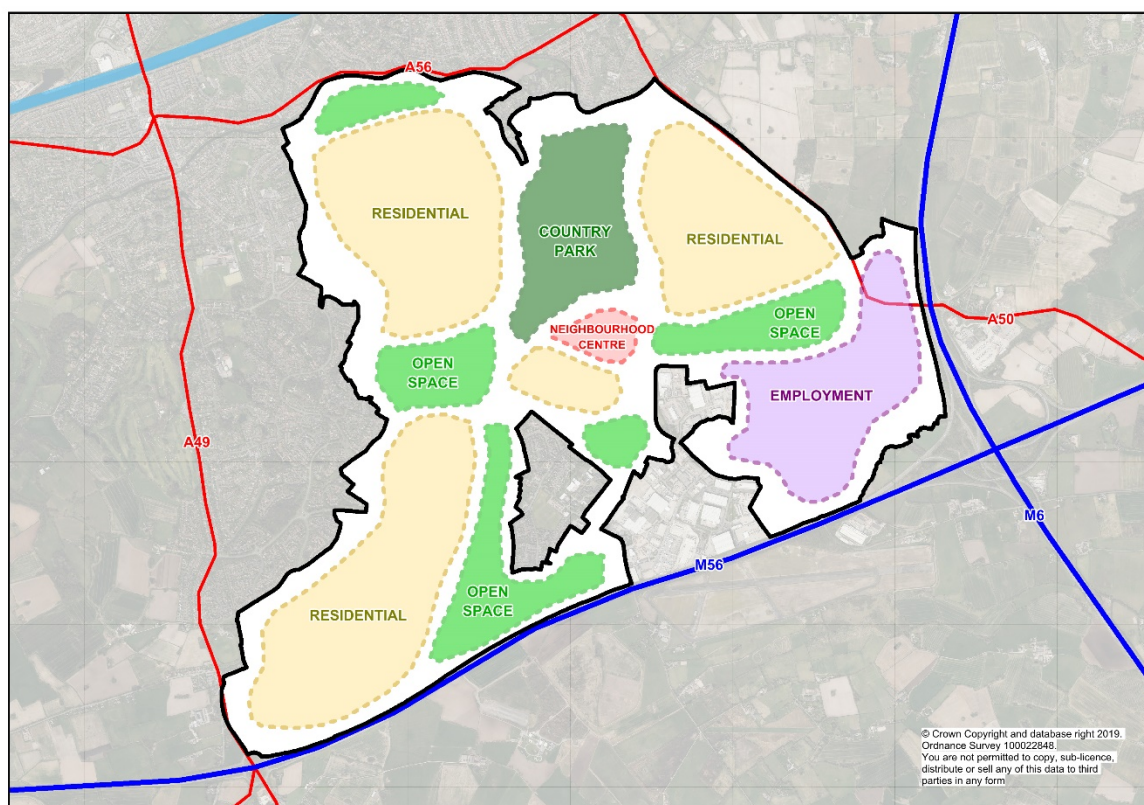 A56
RESIDENTIAL
COUNTRY
PARK
RESIDENTIAL
NEIGHBOURHOOD
CENTRE
OPEN
SPACE
A50
OPEN
SPACE
EMPLOYMENT
A49
M6
M56
OPEN
SPACE
RESIDENTIAL
© Crown Copyright and database right 2019.
Ordnance Survey 100022848.
You are not permitted to copy, sub-licence,
distribute or sell any of this data to third
parties in any form